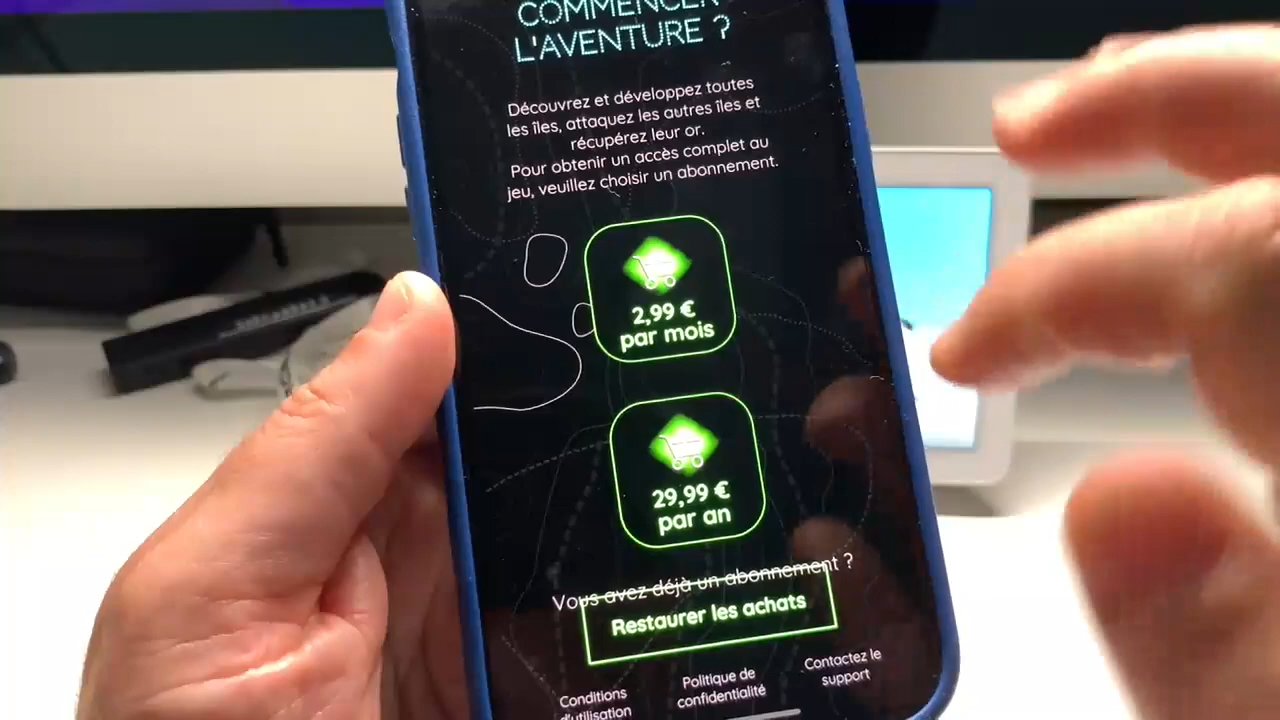 COMMENCER
L'AVENTURE ?
Découvrez et développez toutes
les îles, attaquez les autres îles et
récupérez leur or.
Pour obtenir un accès complet au
jeu, veuillez choisir un abonnement.
2,99 €
par mois
29,99 €
par an
Vous avez déjà un abonnement ?
Restaurer les achats
Conditions
d'utilisation
Politique de
confidentialité
Contactez le
support